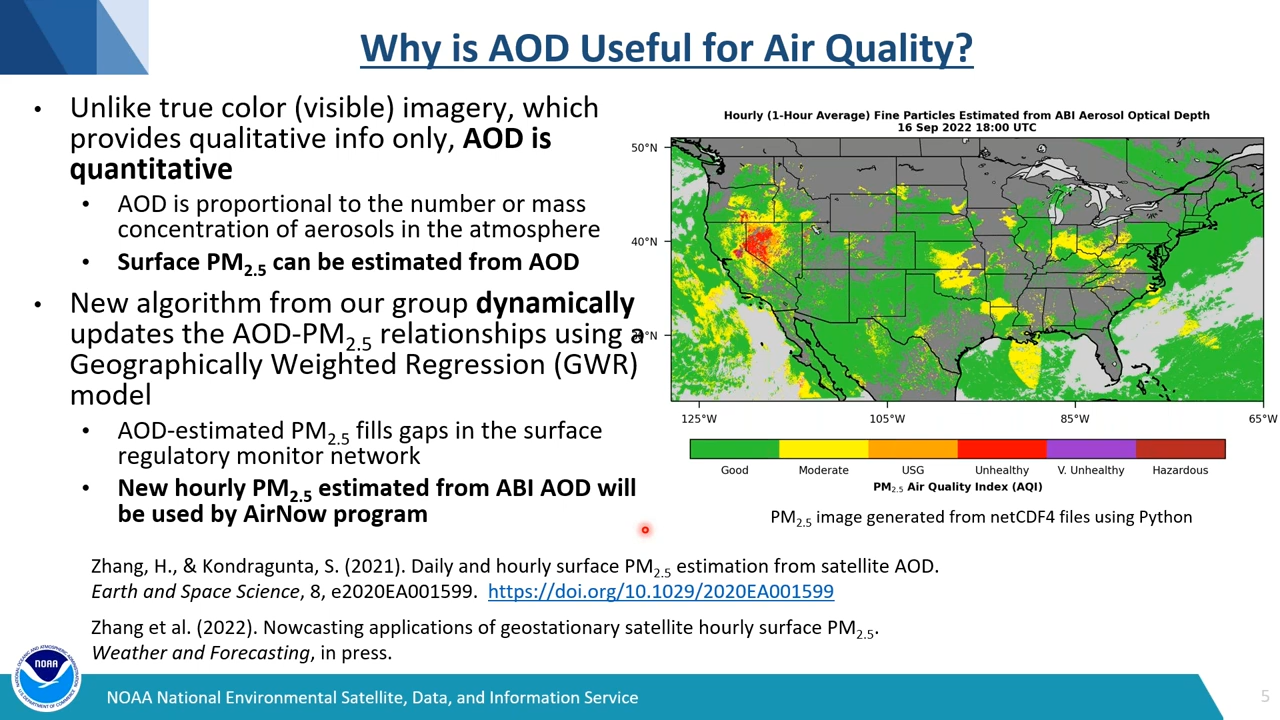 Why is AOD Useful for Air Quality?
• Unlike true color (visible) imagery, which
provides qualitative info only, AOD is
quantitative
• AOD is proportional to the number or mass
concentration of aerosols in the atmosphere
• Surface PM2.5 can be estimated from AOD
• New algorithm from our group dynamically
updates the AOD-PM2.5 relationships using a
Geographically Weighted Regression (GWR)
model
• AOD-estimated PM2.5 fills gaps in the surface
regulatory monitor network
• New hourly PM2.5 estimated from ABI AOD will
be used by AirNow program
Hourly (1-Hour Average) Fine Particles Estimated from ABI Aerosol Optical Depth
16 Sep 2022 18:00 UTC
50°N
40°N
125°W 105°W 85°W 65°W
Good Moderate USG Unhealthy V. Unhealthy Hazardous
PM2.5 Air Quality Index (AQI)
PM2.5 image generated from netCDF4 files using Python
Zhang, H., & Kondragunta, S. (2021). Daily and hourly surface PM2.5 estimation from satellite AOD.
Earth and Space Science, 8, e2020EA001599. https://doi.org/10.1029/2020EA001599
Zhang et al. (2022). Nowcasting applications of geostationary satellite hourly surface PM2.5.
Weather and Forecasting, in press.
NOAA
NOAA National Environmental Satellite, Data, and Information Service
5